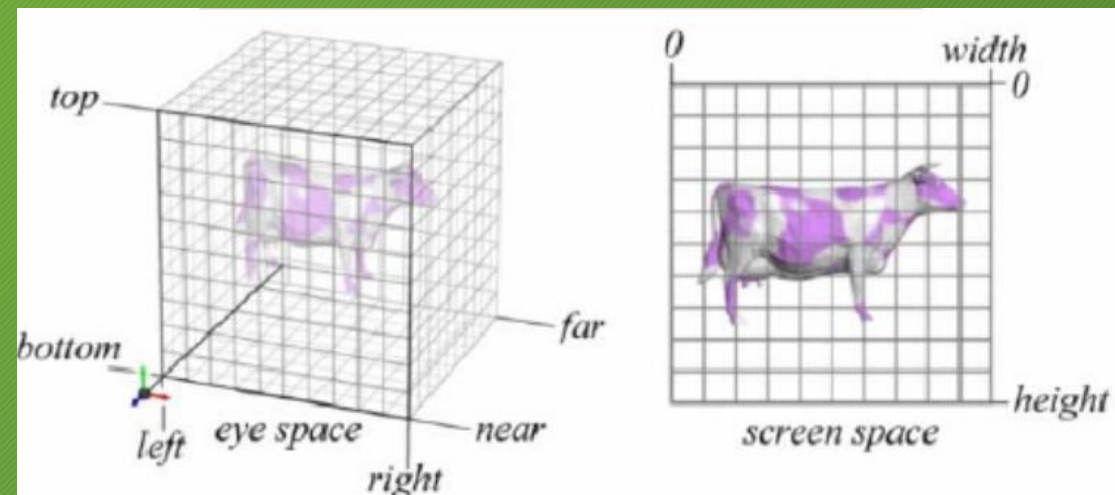 top
bottom
left
eye space
near
right
far
0
width
0
height
screen space